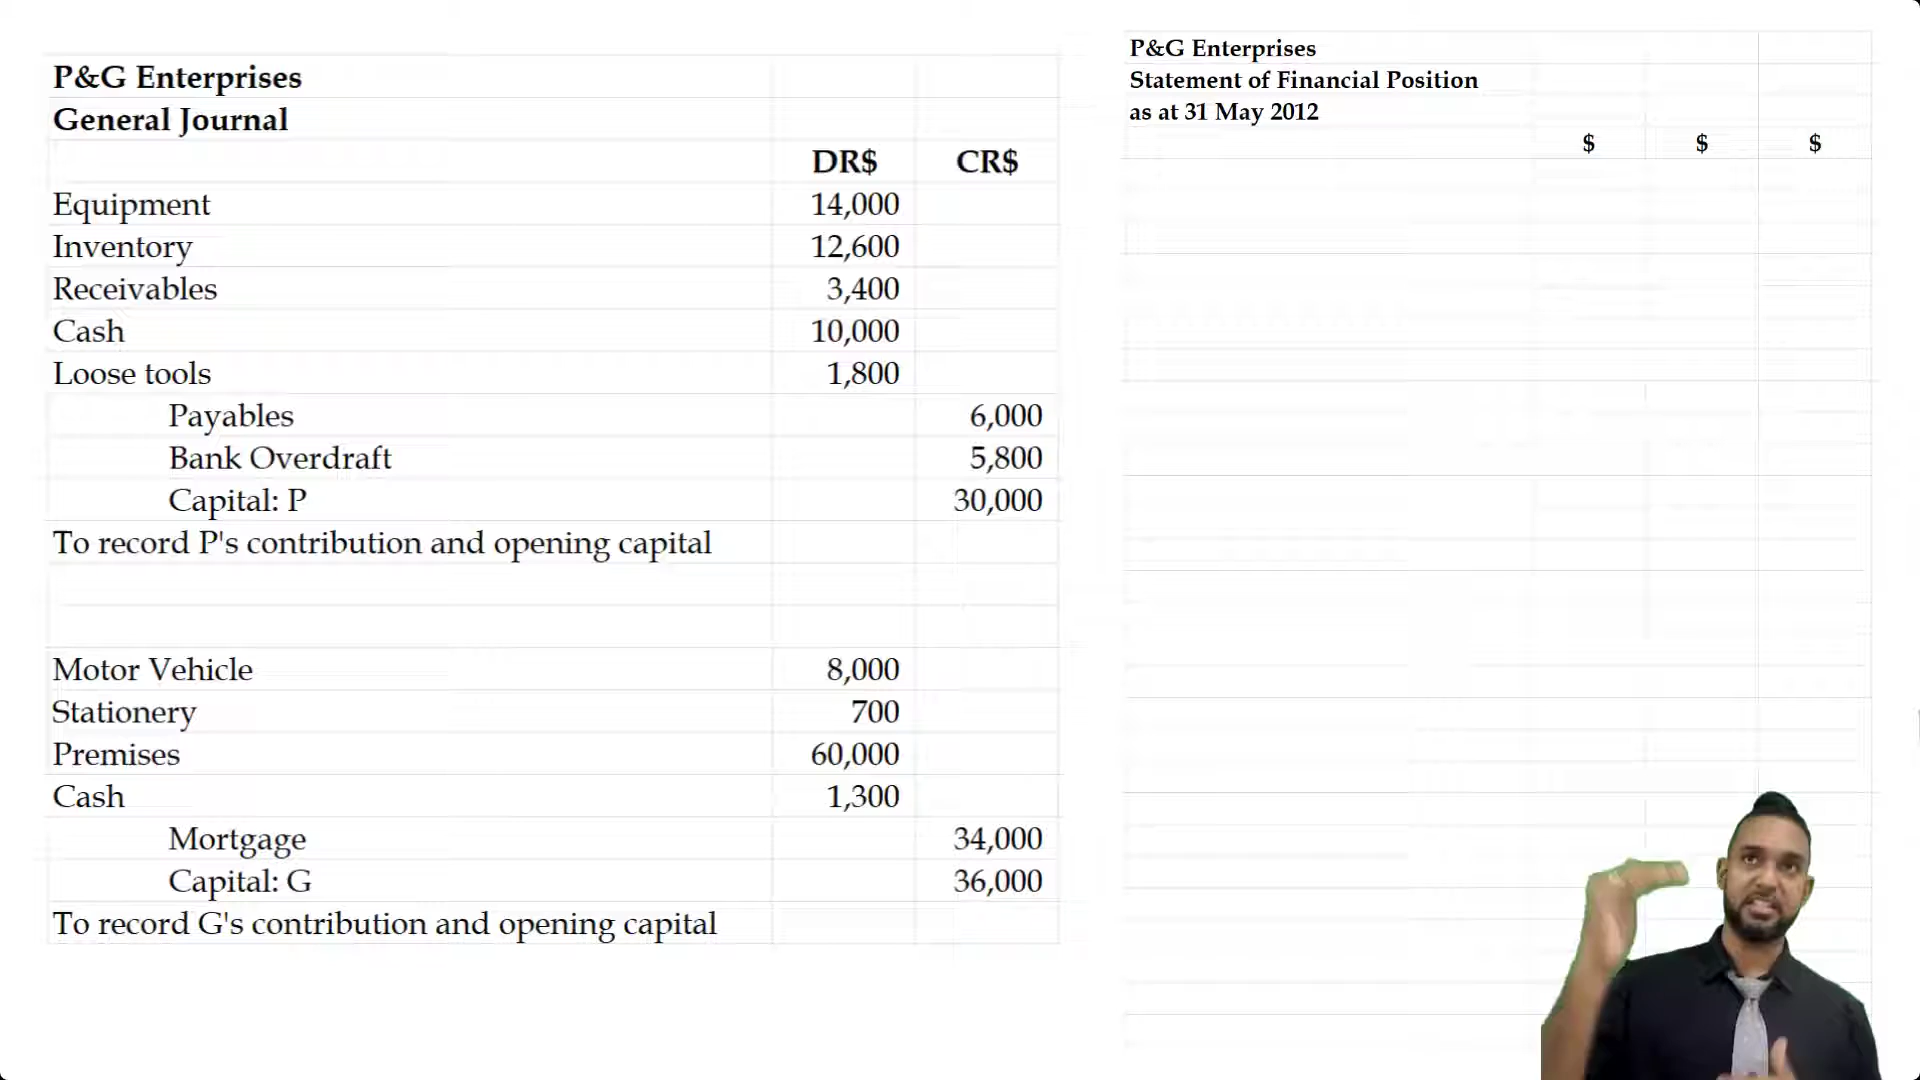 P&G Enterprises
General Journal
DR$ CR$
Equipment 14,000
Inventory 12,600
Receivables 3,400
Cash 10,000
Loose tools 1,800
Payables 6,000
Bank Overdraft 5,800
Capital: P 30,000
To record P's contribution and opening capital
Motor Vehicle 8,000
Stationery 700
Premises 60,000
Cash 1,300
Mortgage 34,000
Capital: G 36,000
To record G's contribution and opening capital
P&G Enterprises
Statement of Financial Position
as at 31 May 2012
$ $ $